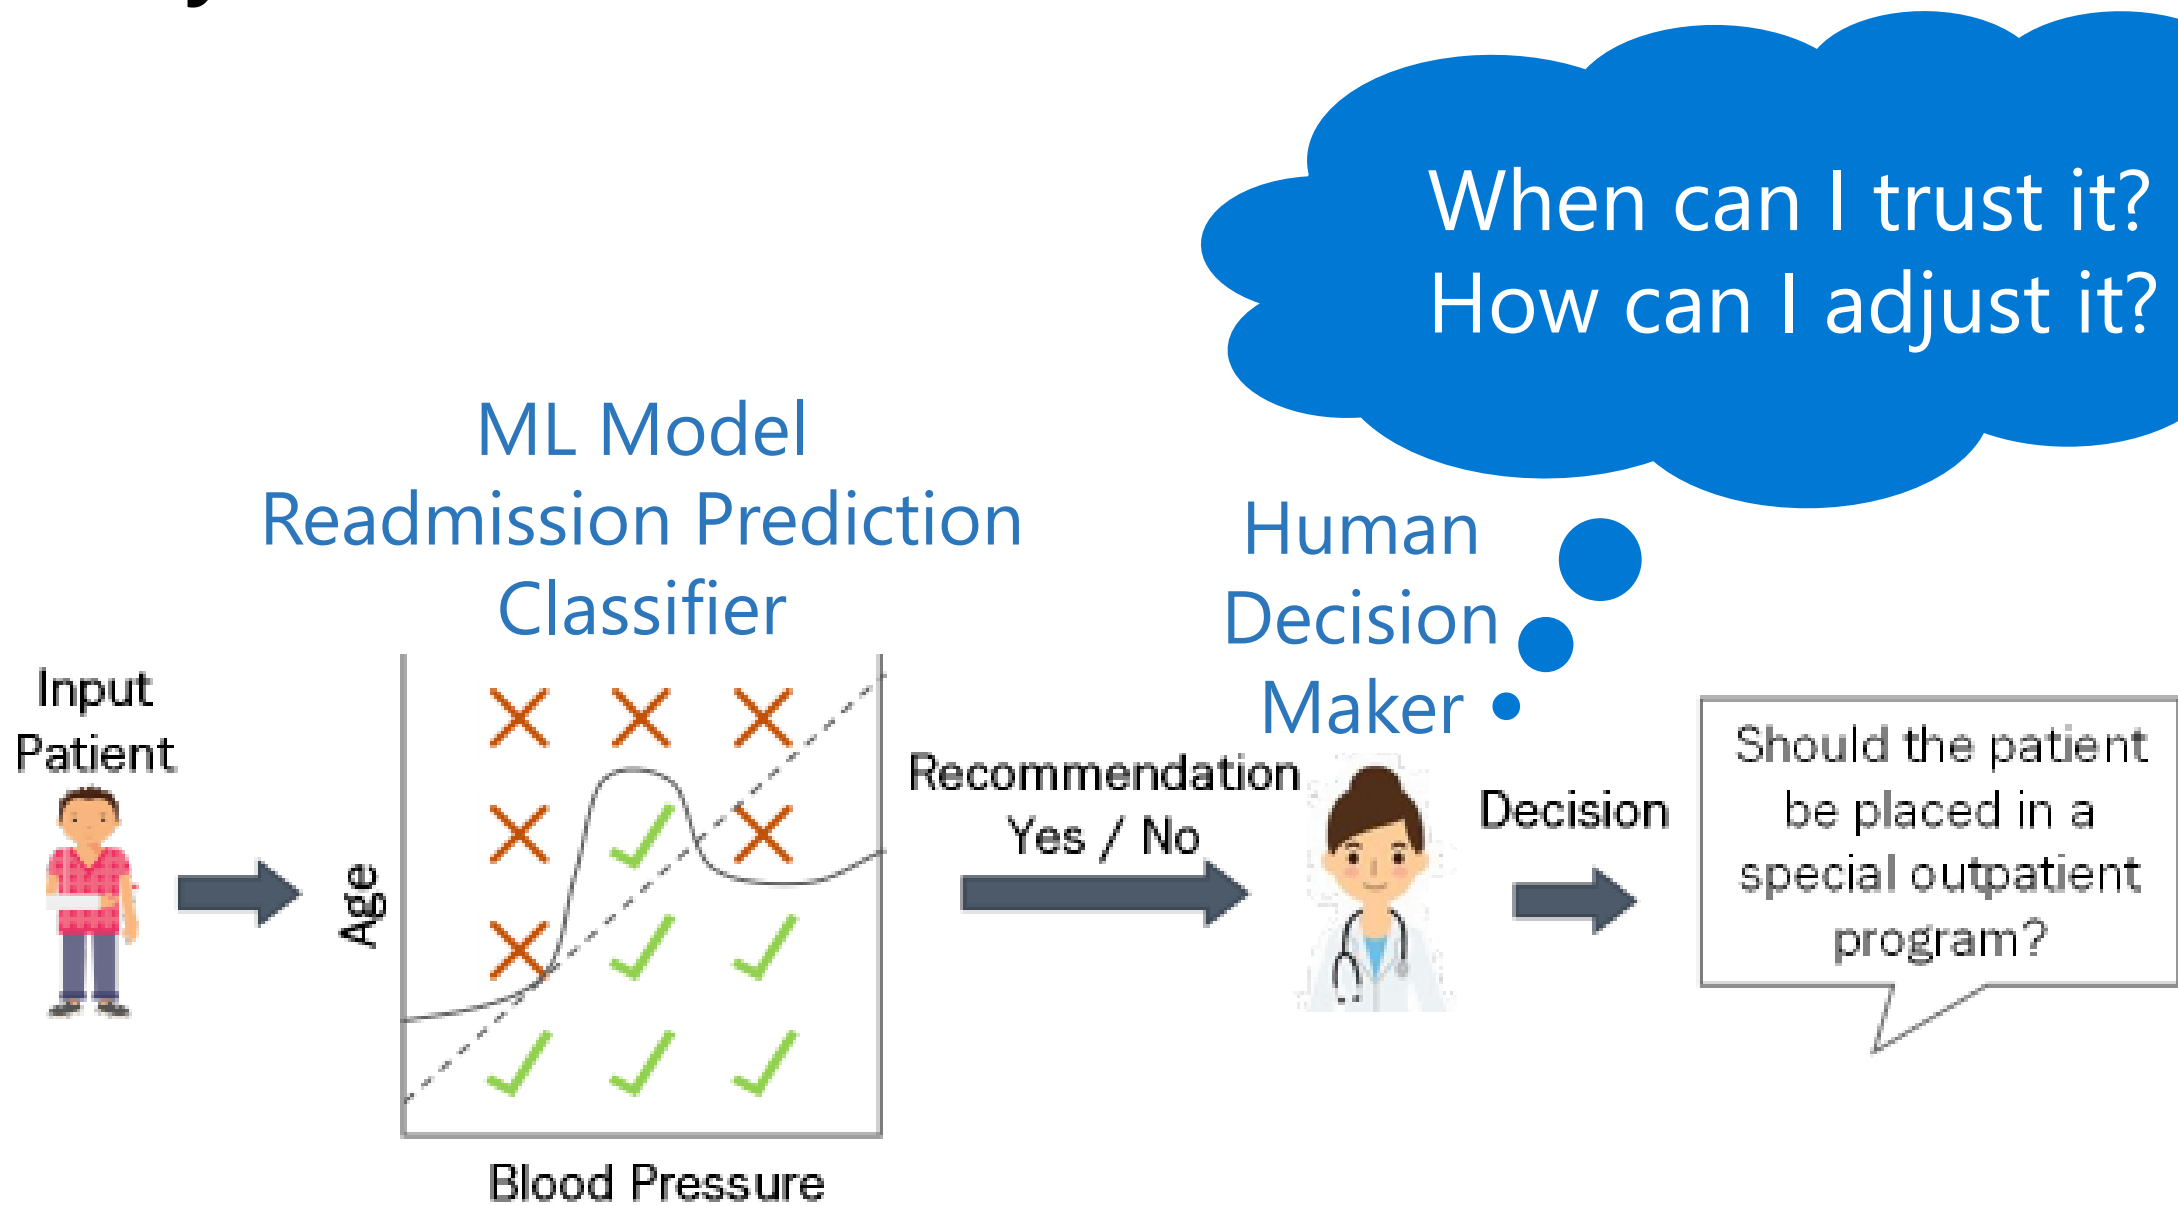 When can I trust it?
How can I adjust it?
ML Model
Readmission Prediction
Classifier
Human
Decision
Maker
Input
Patient
Age
Blood Pressure
Recommendation
Yes / No
Decision
Should the patient
be placed in a
special outpatient
program?